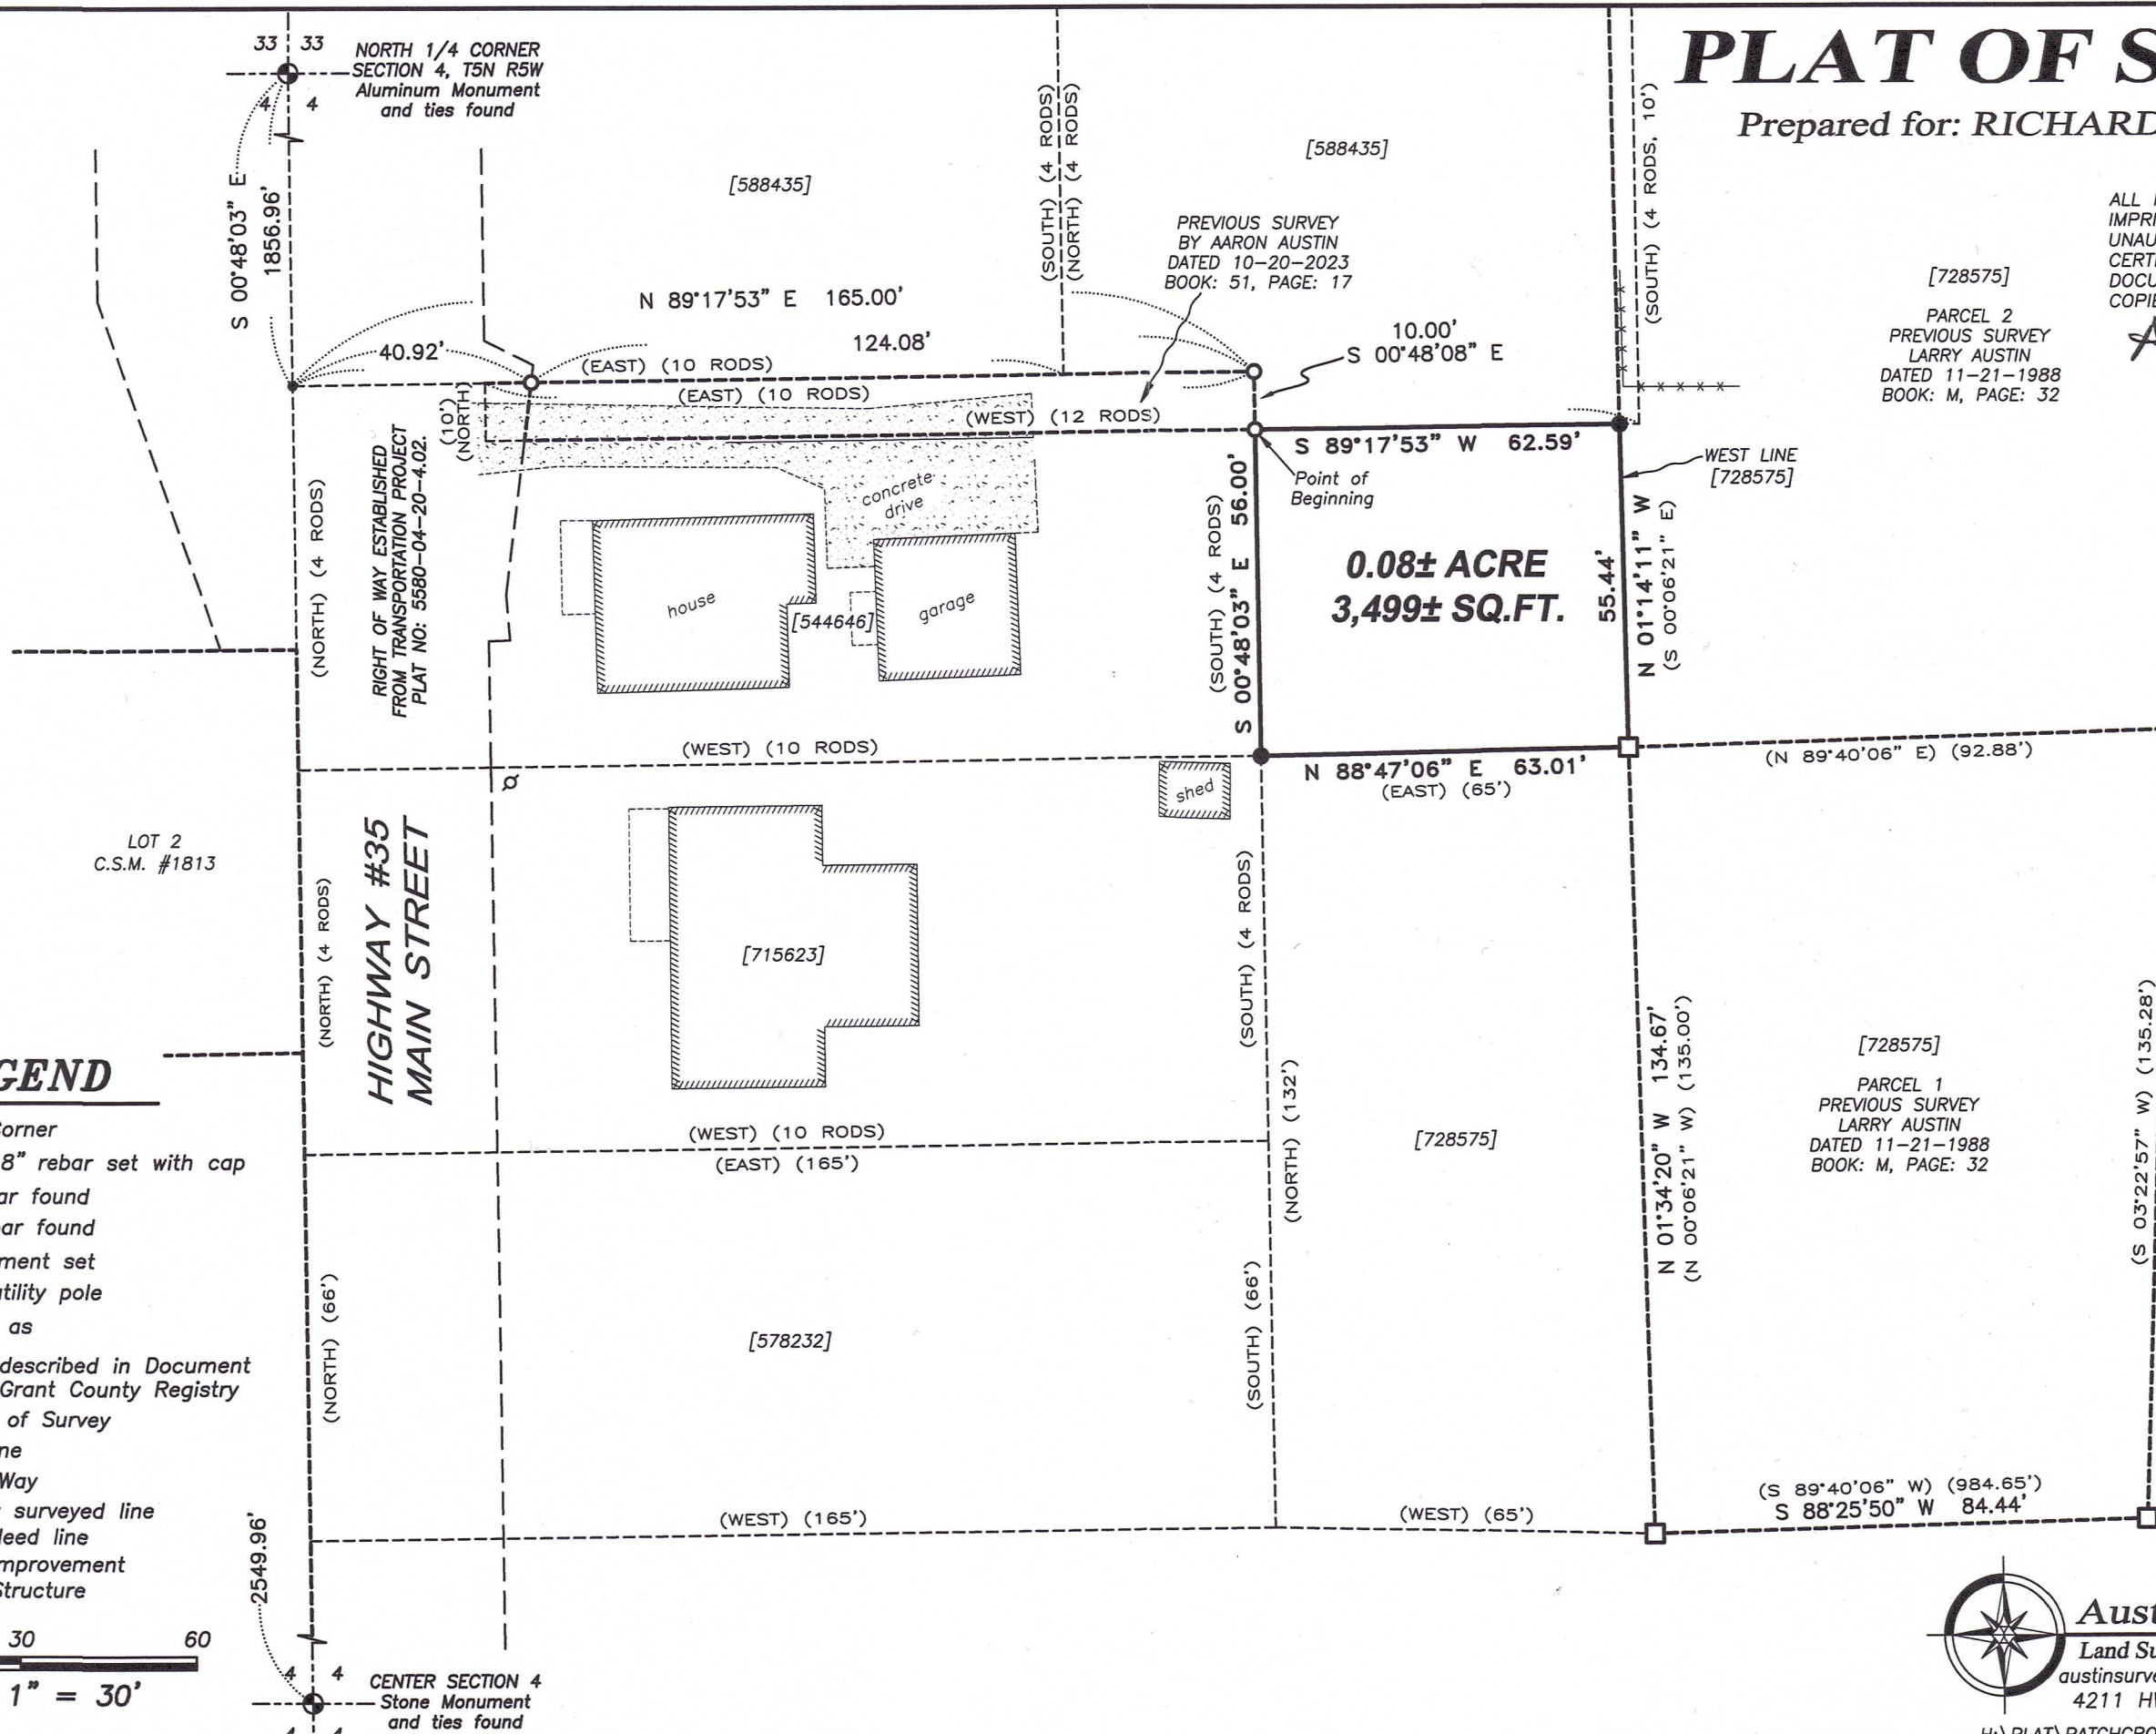 33 33
NORTH 1/4 CORNER
SECTION 4, T5N R5W
Aluminum Monument
and ties found
4 4
S 00°48'03" E
1856.96'
[588435]
(SOUTH) (4 RODS)
(NORTH) (4 RODS)
[588435]
(SOUTH) (4 RODS, 10')
PLAT OF S
Prepared for: RICHARD
ALL
IMPRI
UNAU
CERTI
DOCU
COPIE
PREVIOUS SURVEY
BY AARON AUSTIN
DATED 10-20-2023
BOOK: 51, PAGE: 17
[728575]
PARCEL 2
PREVIOUS SURVEY
LARRY AUSTIN
DATED 11-21-1988
BOOK: M, PAGE: 32
N 89°17'53" E 165.00'
40.92'
124.08'
(EAST) (10 RODS)
(EAST) (10 RODS)
(WEST) (12 RODS)
(10')
(NORTH)
10.00'
S 00°48'08" E
S 89°17'53" W 62.59'
Point of
Beginning
WEST LINE
[728575]
(NORTH) (4 RODS)
RIGHT OF WAY ESTABLISHED
FROM TRANSPORTATION PROJECT
PLAT NO: 5580-04-20-4.02.
concrete
drive
house
[544646]
garage
(SOUTH) (4 RODS)
S 00°48'03" E 56.00'
0.08± ACRE
3,499± SQ.FT.
55.44'
N 01°14'11" W
(S 00°06'21" E)
(WEST) (10 RODS)
N 88°47'06" E 63.01'
(EAST) (65')
(N 89°40'06" E) (92.88')
shed
LOT 2
C.S.M. #1813
(NORTH) (4 RODS)
HIGHWAY #35
MAIN STREET
[715623]
(SOUTH) (4 RODS)
(NORTH) (132')
[728575]
N 01°34'20" W 134.67'
(N 00°06'21" W) (135.00')
[728575]
PARCEL 1
PREVIOUS SURVEY
LARRY AUSTIN
DATED 11-21-1988
BOOK: M, PAGE: 32
(S 03°22'57" W) (135.28')
(WEST) (10 RODS)
(EAST) (165')
(NORTH) (66')
[578232]
(SOUTH) (66')
(WEST) (165')
(WEST) (65')
(S 89°40'06" W) (984.65')
S 88°25'50" W 84.44'
GEND
Corner
8" rebar set with cap
ar found
ar found
ment set
tility pole
as
described in Document
Grant County Registry
of Survey
ne
Way
surveyed line
deed line
mprovement
Structure
30 60
1" = 30'
2549.96'
4 4
CENTER SECTION 4
Stone Monument
and ties found
4 4
Aust
Land Su
austinsurve
4211 H